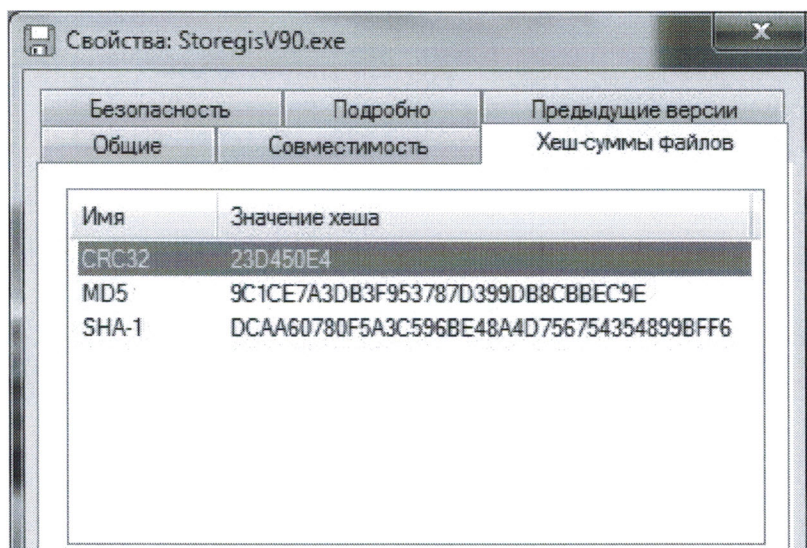 Свойства: StoregisV90.exe
x
Безопасность Подробно Предыдущие версии
Общие Совместимость Хеш-суммы файлов
Имя Значение хеша
CRC32 23D450E4
MD5 9C1CE7A3DB3F953787D399DB8CBBEC9E
SHA-1 DCAA60780F5A3C596BE48A4D756754354899BFF6